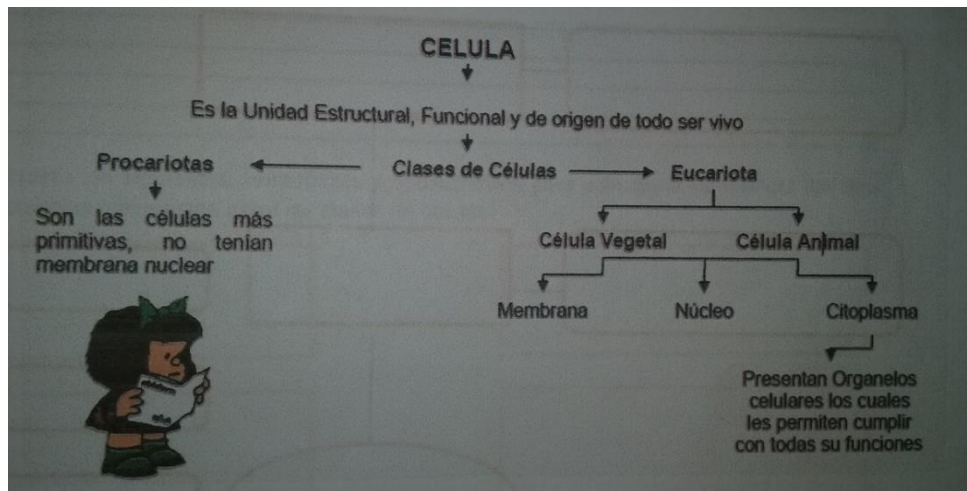 CELULA
Es la Unidad Estructural, Funcional y de origen de todo ser vivo
Procariotas
Clases de Células
Eucariota
Son las células más
primitivas, no tenían
membrana nuclear
Célula Vegetal
Célula Animal
Membrana
Núcleo
Citoplasma
Presentan Organelos
celulares los cuales
les permiten cumplir
con todas su funciones